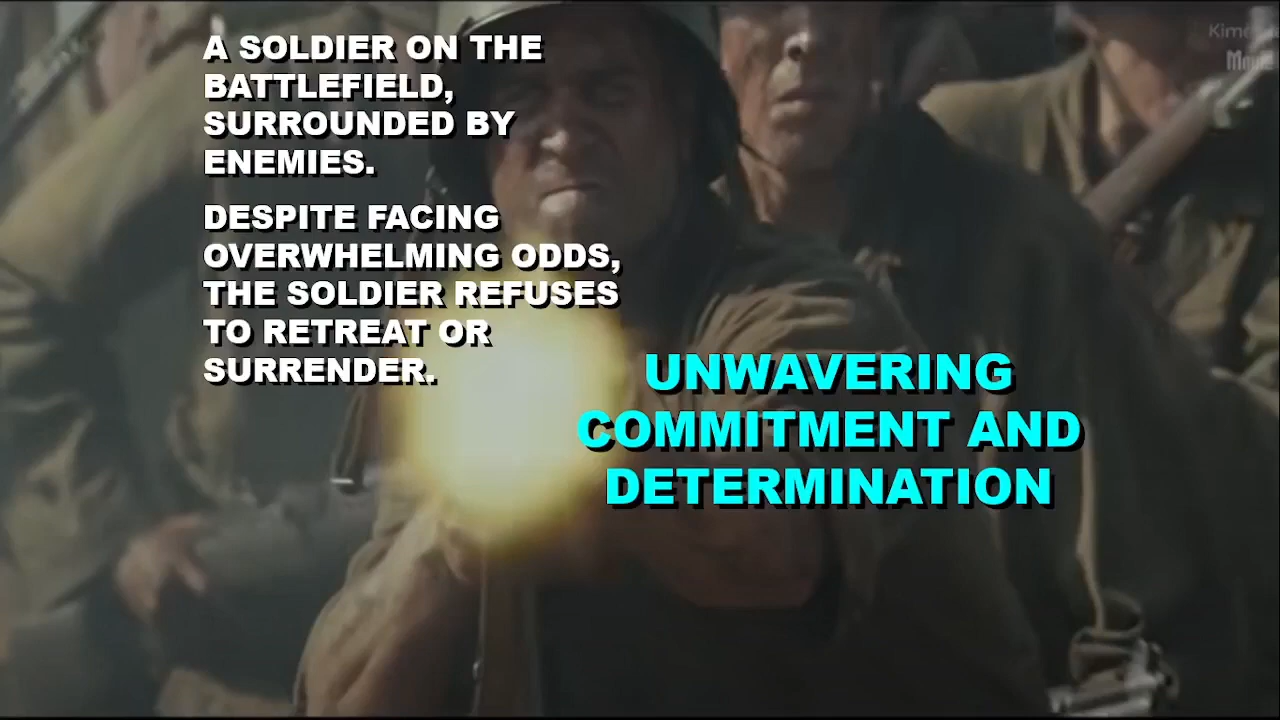 A SOLDIER ON THE
BATTLEFIELD,
SURROUNDED BY
ENEMIES.
DESPITE FACING
OVERWHELMING ODDS,
THE SOLDIER REFUSES
TO RETREAT OR
SURRENDER.
UNWAVERING
COMMITMENT AND
DETERMINATION